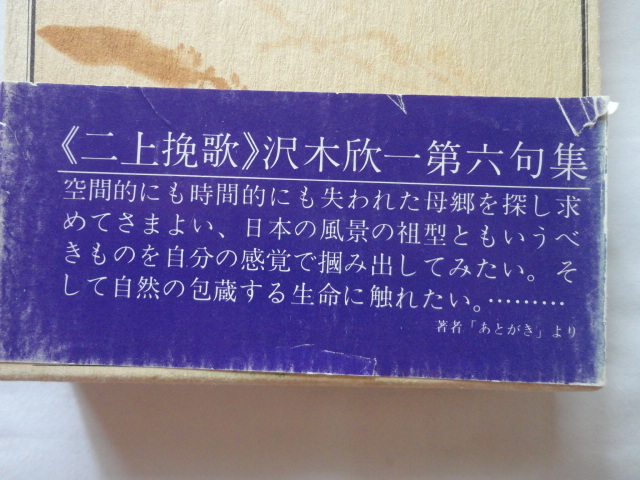 《二上挽歌》沢木欣一第六句集
空間的にも時間的にも失われた母郷を探し求
めてさまよい、日本の風景の祖型ともいうべ
きものを自分の感覚で摑み出してみたい。そ
して自然の包蔵する生命に触れたい。………
著者「あとがき」より